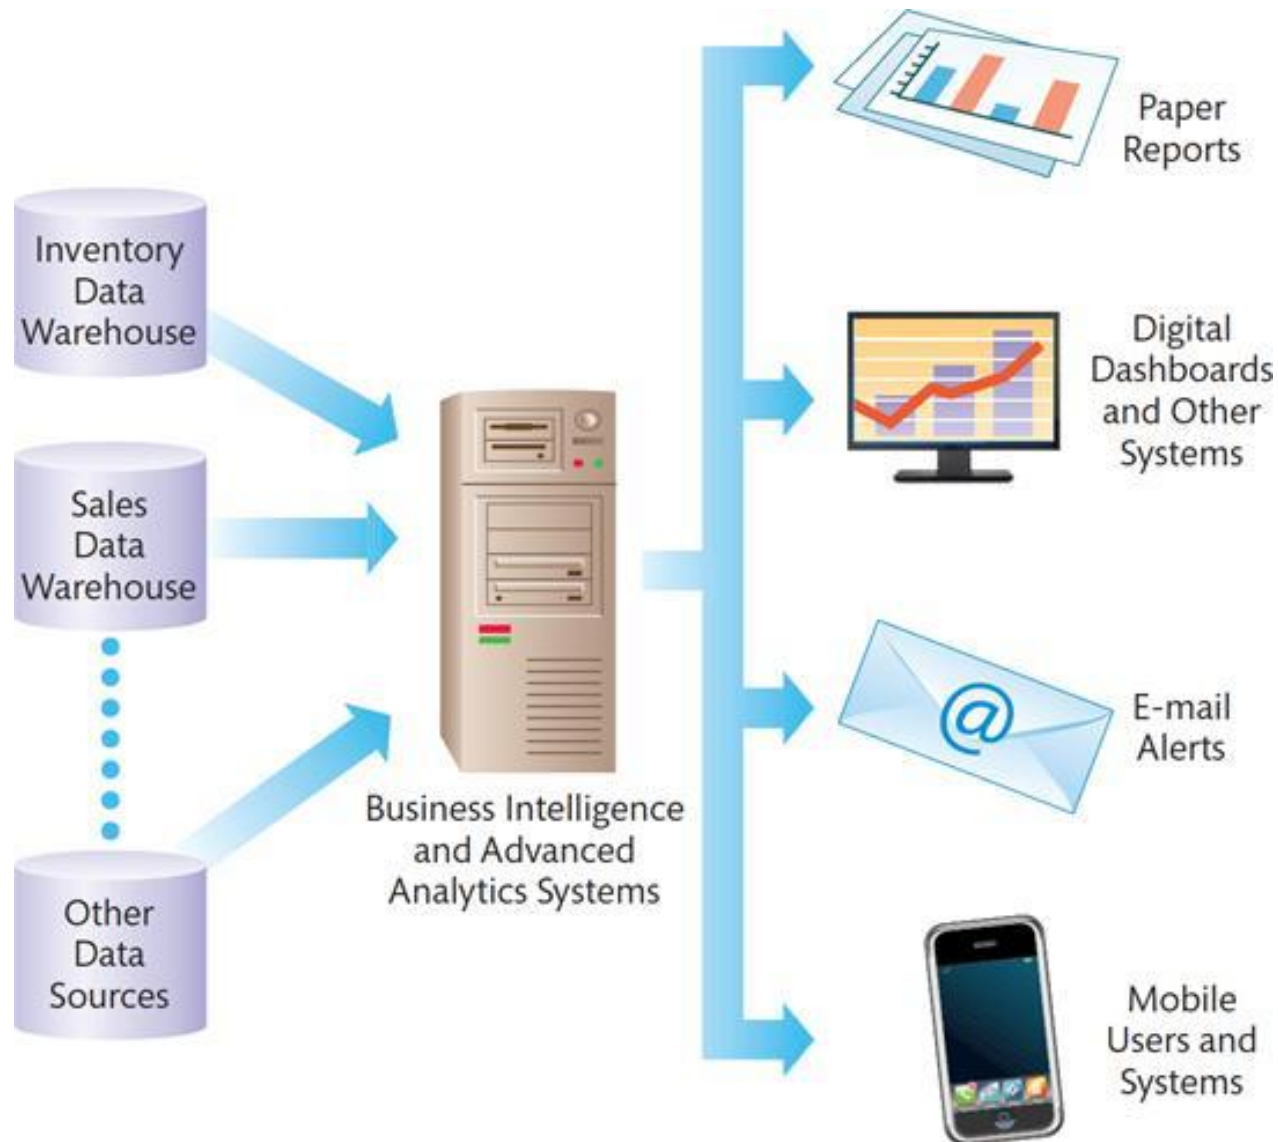 Paper
Reports
Inventory
Data
Warehouse
Digital
Dashboards
and Other
Systems
Sales
Data
Warehouse
@
E-mail
Alerts
Business Intelligence
and Advanced
Analytics Systems
Other
Data
Sources
Mobile
Users and
Systems